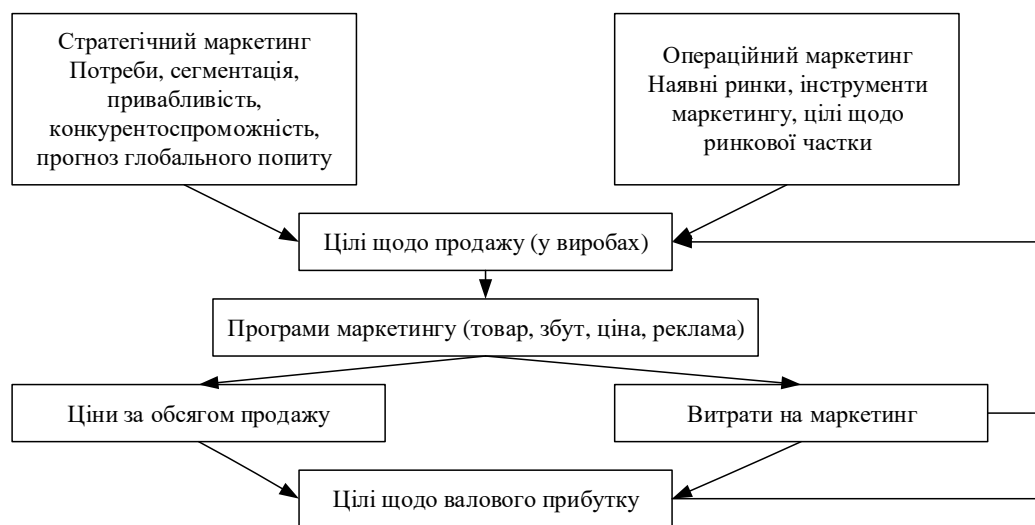 Стратегічний маркетинг
Потреби, сегментація,
привабливість,
конкурентоспроможність,
прогноз глобального попиту
Операційний маркетинг
Наявні ринки, інструменти
маркетингу, цілі щодо
ринкової частки
Цілі щодо продажу (у виробах)
Програми маркетингу (товар, збут, ціна, реклама)
Ціни за обсягом продажу
Витрати на маркетинг
Цілі щодо валового прибутку